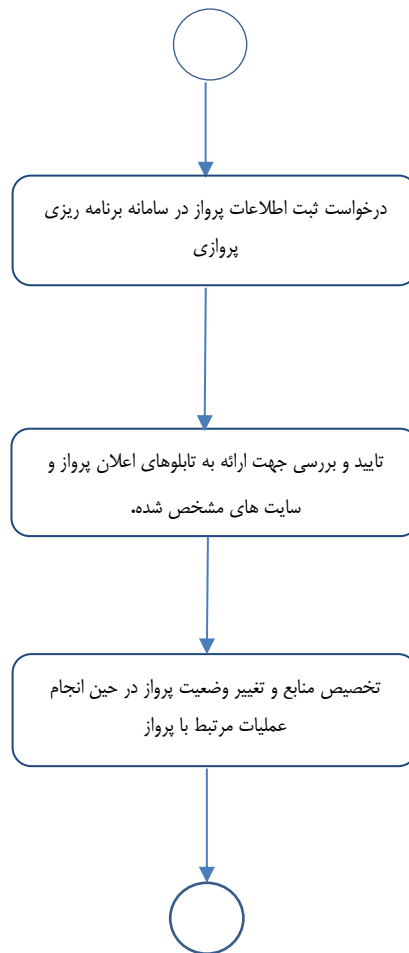 درخواست ثبت اطلاعات پرواز در سامانه برنامه ریزی
پروازی
تایید و بررسی جهت ارائه به تابلوهای اعلان پرواز و
سایت های مشخص شده.
تخصیص منابع و تغییر وضعیت پرواز در حین انجام
عملیات مرتبط با پرواز